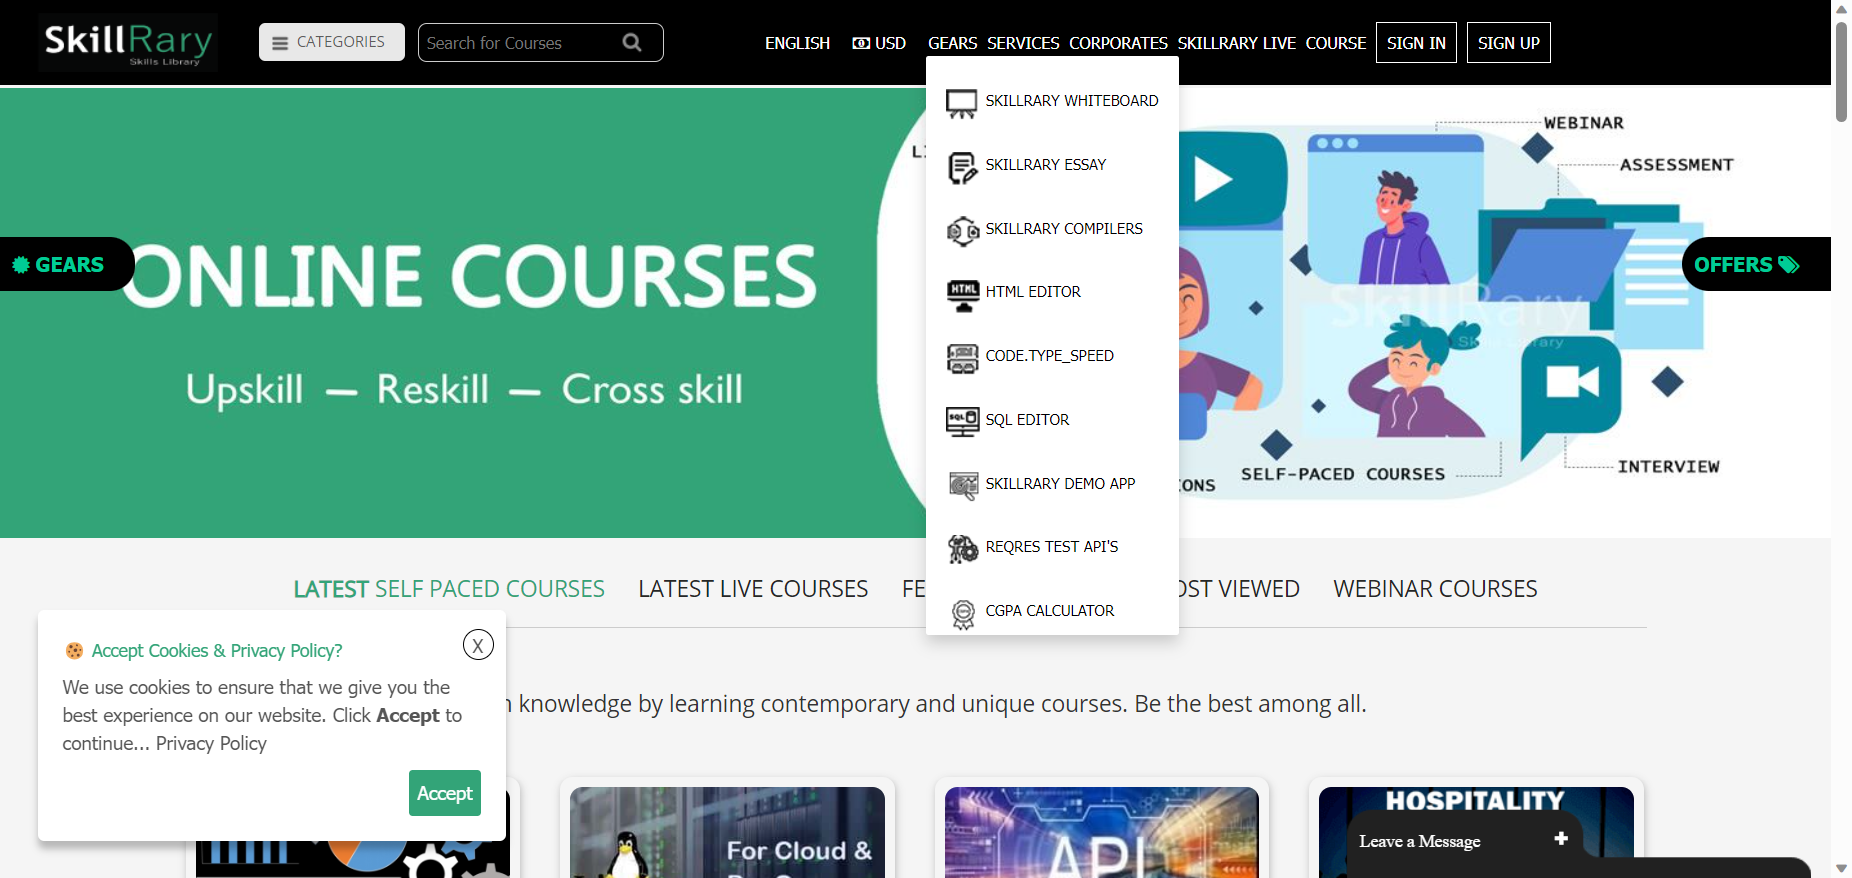 SkillRary
Skills Library
CATEGORIES
Search for Courses
ENGLISH
USD
GEARS
SERVICES
CORPORATES
SKILLRARY LIVE
COURSE
SIGN IN
SIGN UP
SKILLRARY WHITEBOARD
SKILLRARY ESSAY
SKILLRARY COMPILERS
HTML EDITOR
CODE.TYPE_SPEED
SQL EDITOR
SKILLRARY DEMO APP
REQRES TEST API'S
CGPA CALCULATOR
GEARS
ONLINE COURSES
Upskill — Reskill — Cross skill
WEBINAR
ASSESSMENT
OFFERS
SkillRary
Skills Library
SELF-PACED COURSES
INTERVIEW
LATEST SELF PACED COURSES
LATEST LIVE COURSES
WEBINAR COURSES
knowledge by learning contemporary and unique courses. Be the best among all.
Accept Cookies & Privacy Policy?
X
We use cookies to ensure that we give you the
best experience on our website. Click Accept to
continue... Privacy Policy
Accept
For Cloud &
API
HOSPITALITY
Leave a Message
+